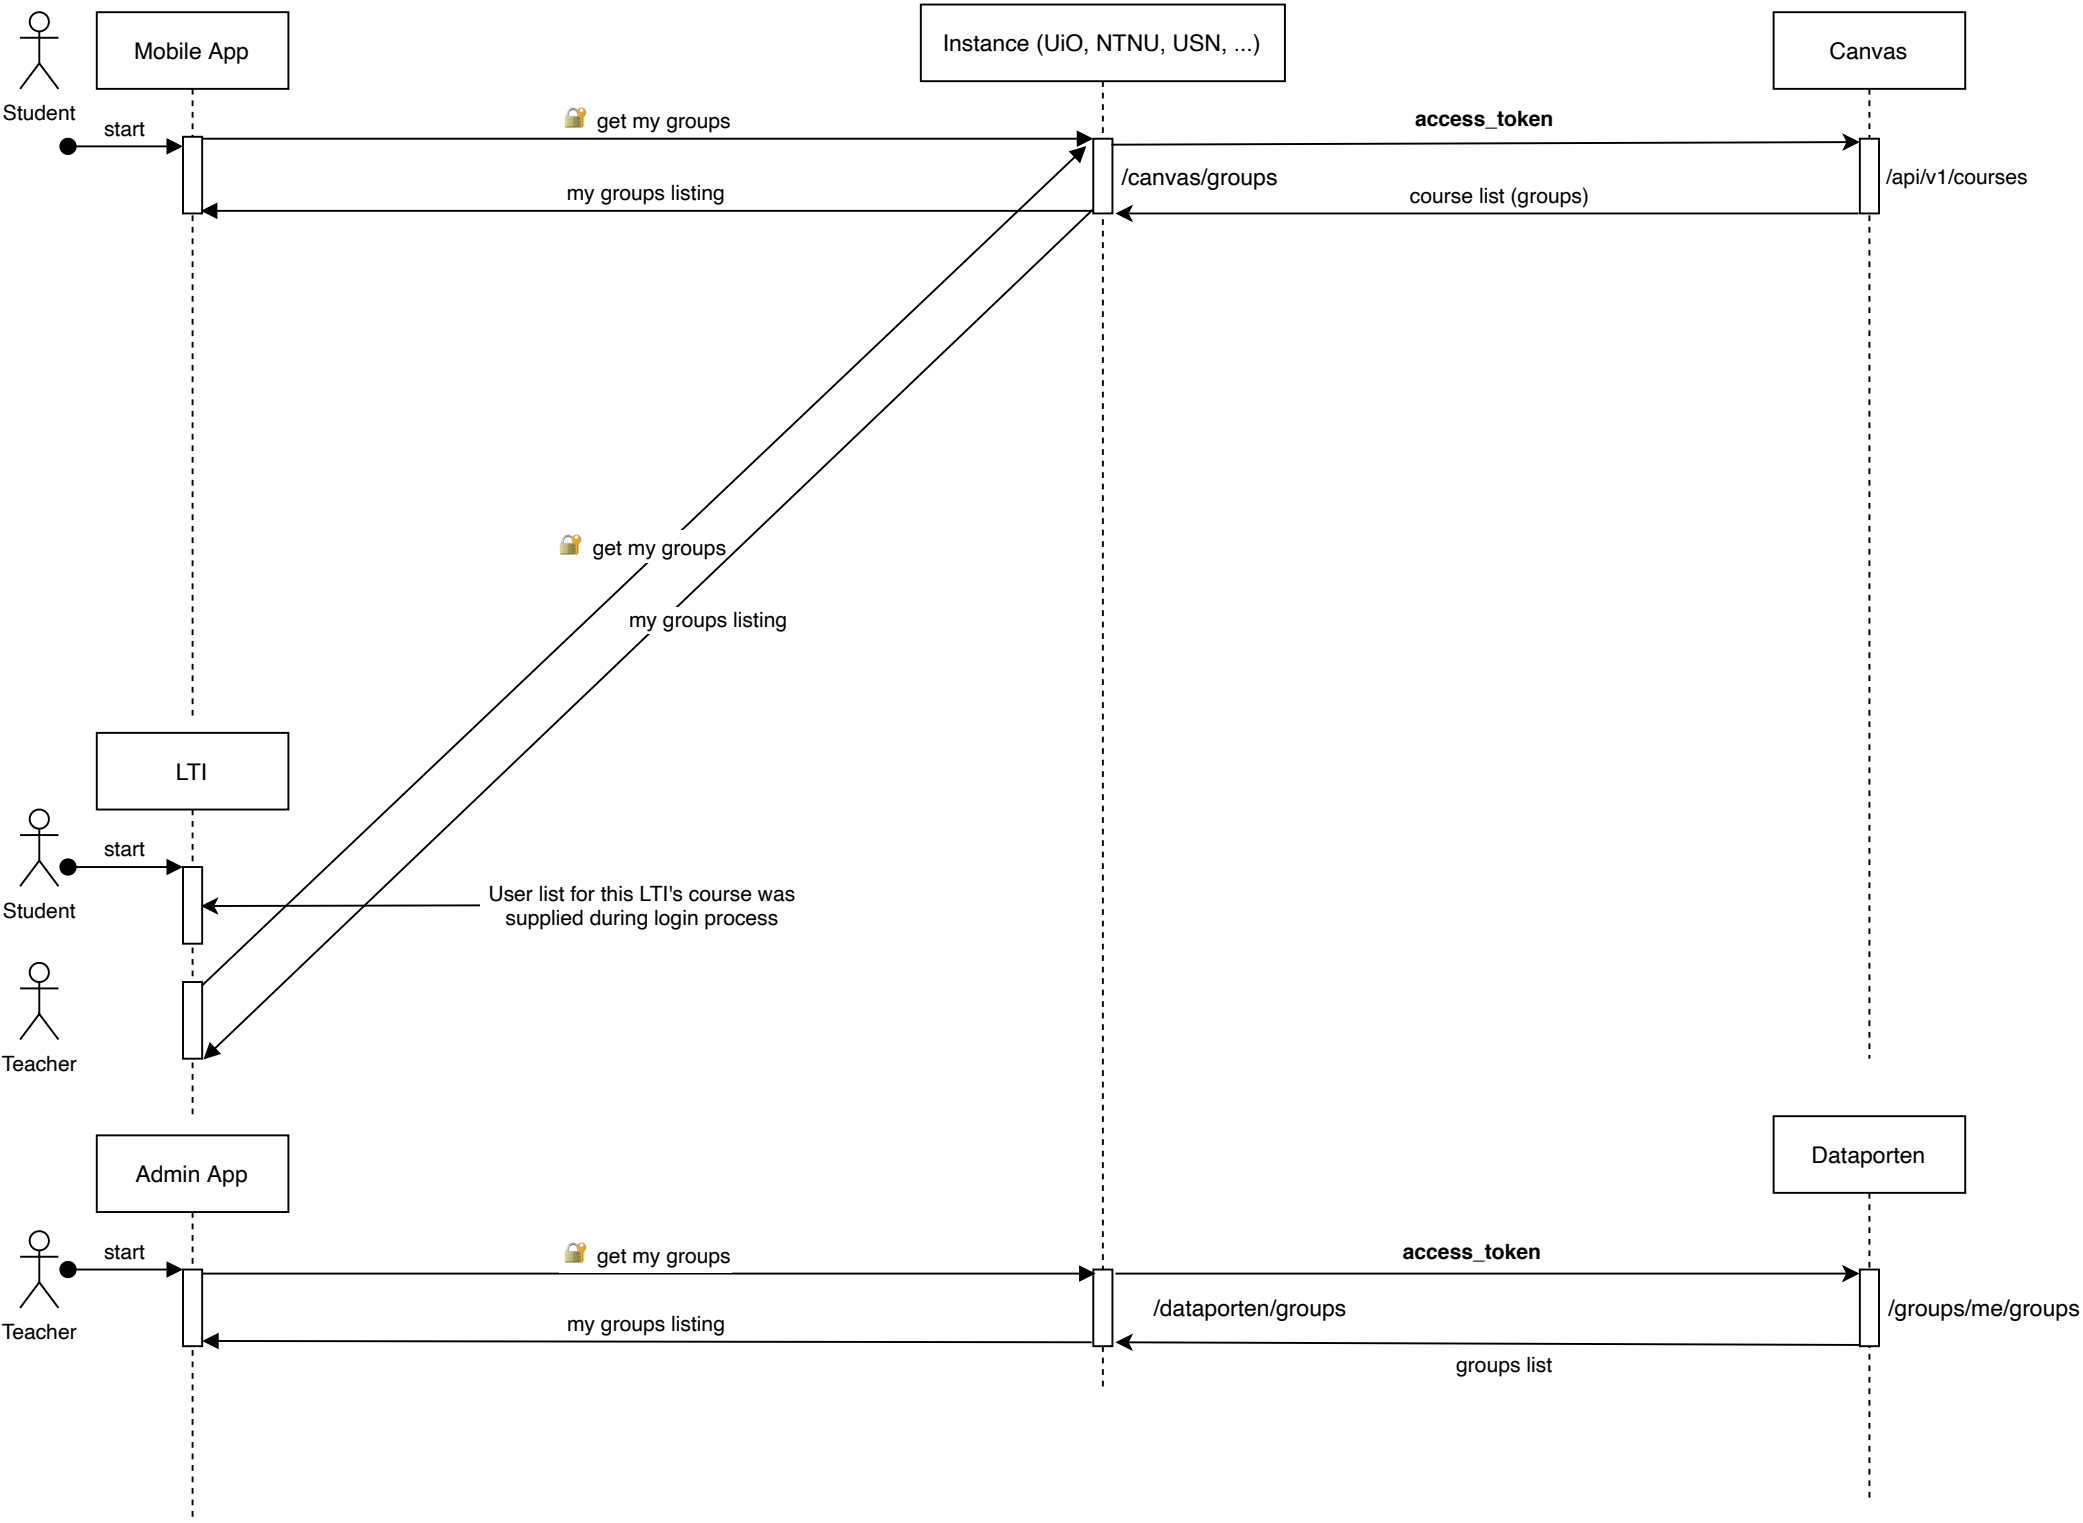 Mobile App
Instance (UiO, NTNU, USN, ...)
Canvas
Student
start
get my groups
access_token
/canvas/groups
/api/v1/courses
my groups listing
course list (groups)
get my groups
my groups listing
LTI
start
Student
User list for this LTI's course was
supplied during login process
Teacher
Admin App
Dataporten
start
get my groups
access_token
/dataporten/groups
/groups/me/groups
Teacher
my groups listing
groups list